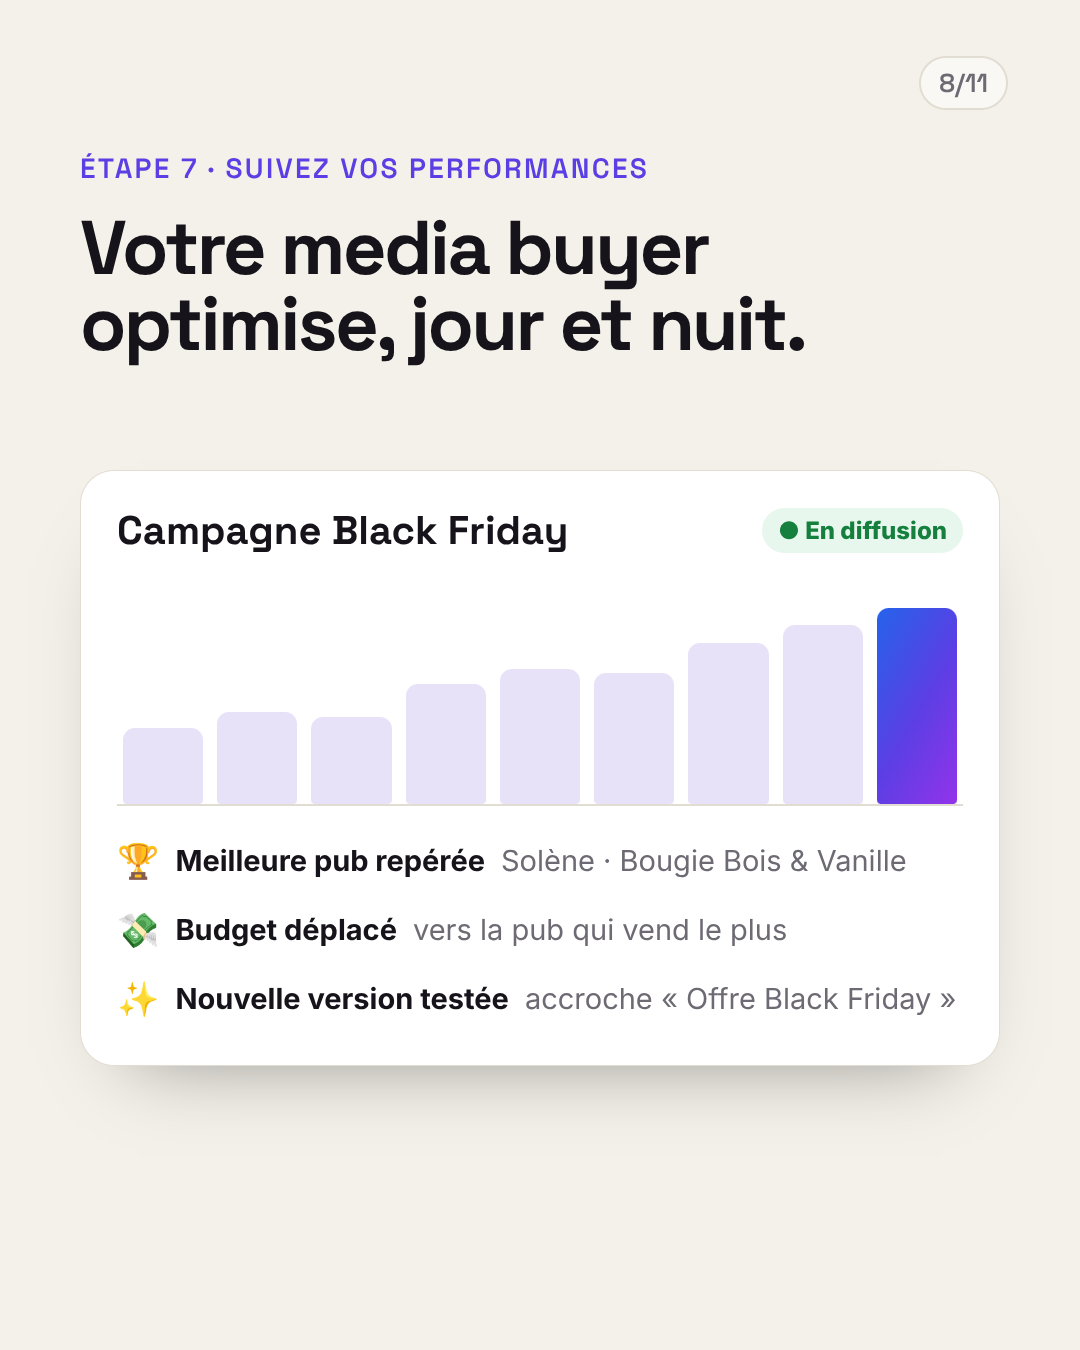 8/11
ÉTAPE 7 · SUIVEZ VOS PERFORMANCES
Votre media buyer
optimise, jour et nuit.
Campagne Black Friday
En diffusion
Meilleure pub repérée Solène · Bougie Bois & Vanille
Budget déplacé vers la pub qui vend le plus
Nouvelle version testée accroche « Offre Black Friday »